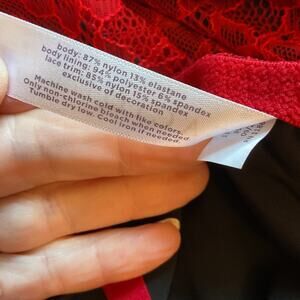 body: 87% nylon 13% elastane
body lining: 94% polyester 6% spandex
lace trim: 85% nylon 15% spandex
exclusive of decoration
Machine wash cold with like colors.
Only non-chlorine bleach when needed.
Tumble dry low. Cool iron if needed.